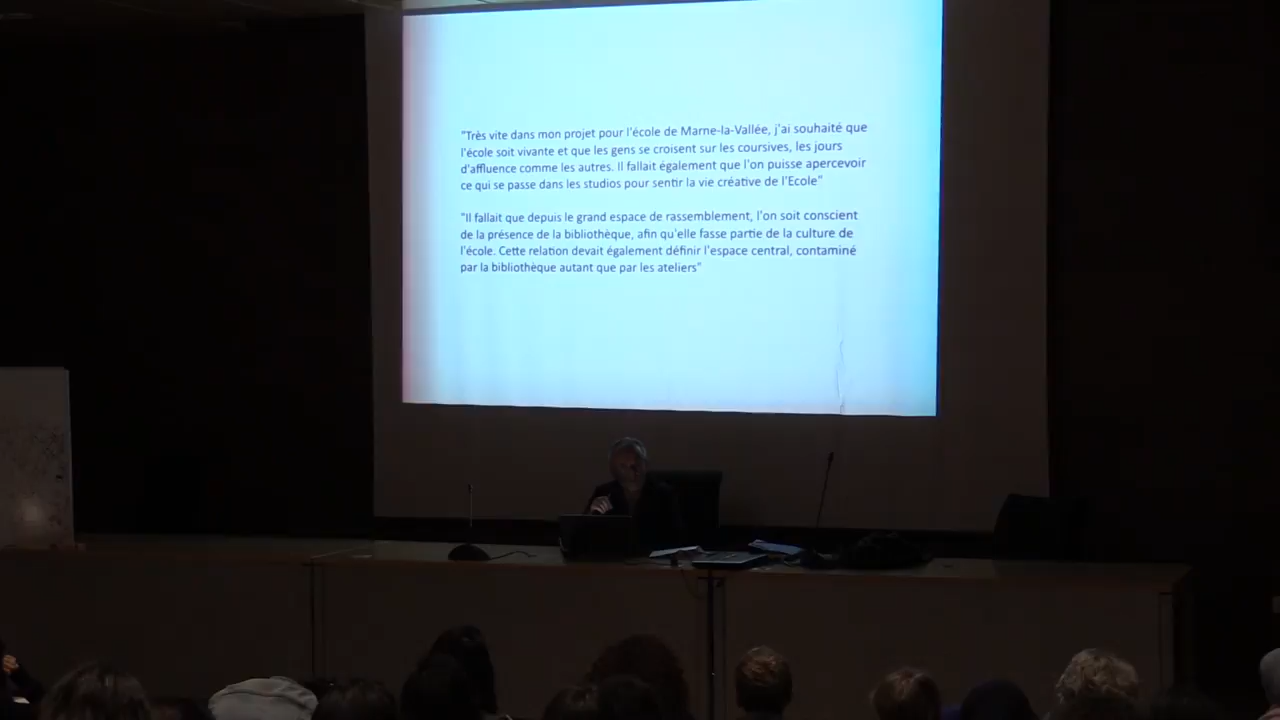 "Très vite dans mon projet pour l'école de Marne-la-Vallée, j'ai souhaité que
l'école soit vivante et que les gens se croisent sur les coursives, les jours
d'affluence comme les autres. Il fallait également que l'on puisse apercevoir
ce qui se passe dans les studios pour sentir la vie créative de l'Ecole"
"Il fallait que depuis le grand espace de rassemblement, l'on soit conscient
de la présence de la bibliothèque, afin qu'elle fasse partie de la culture de
l'école. Cette relation devait également définir l'espace central, contaminé
par la bibliothèque autant que par les ateliers"